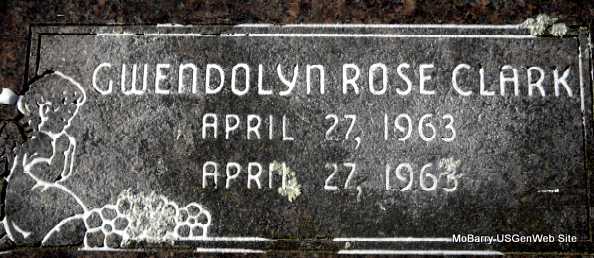 GWENDOLYN ROSE CLARK
APRIL 27, 1963
APRIL 27, 1963
MoBarry-USGenWeb Site